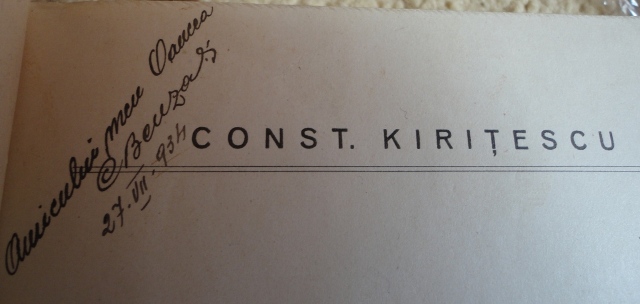 Amicului meu Oancea
27.VII.934
CONST. KIRIȚESCU